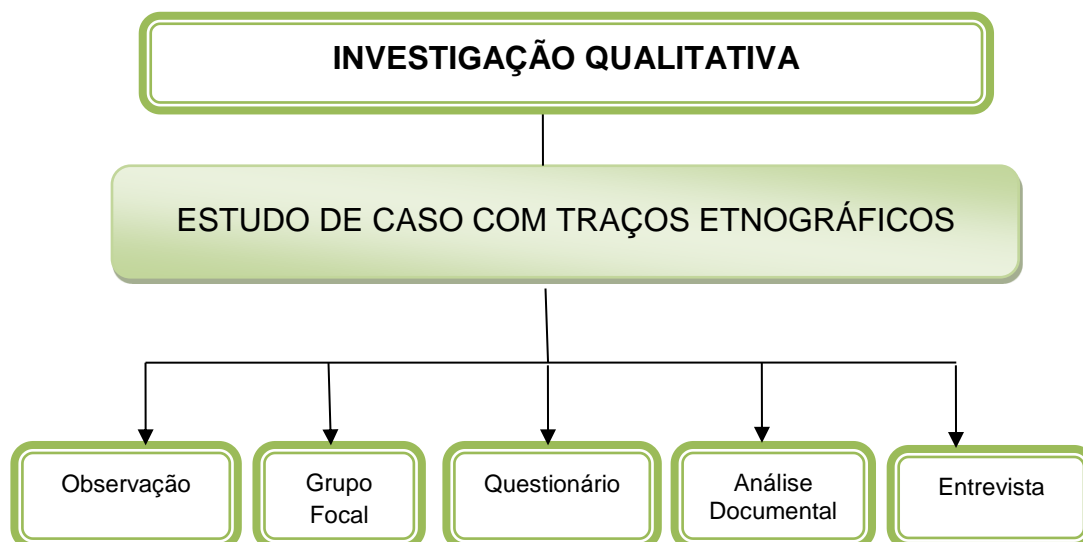 INVESTIGAÇÃO QUALITATIVA
ESTUDO DE CASO COM TRAÇOS ETNOGRÁFICOS
Observação
Grupo
Focal
Questionário
Análise
Documental
Entrevista